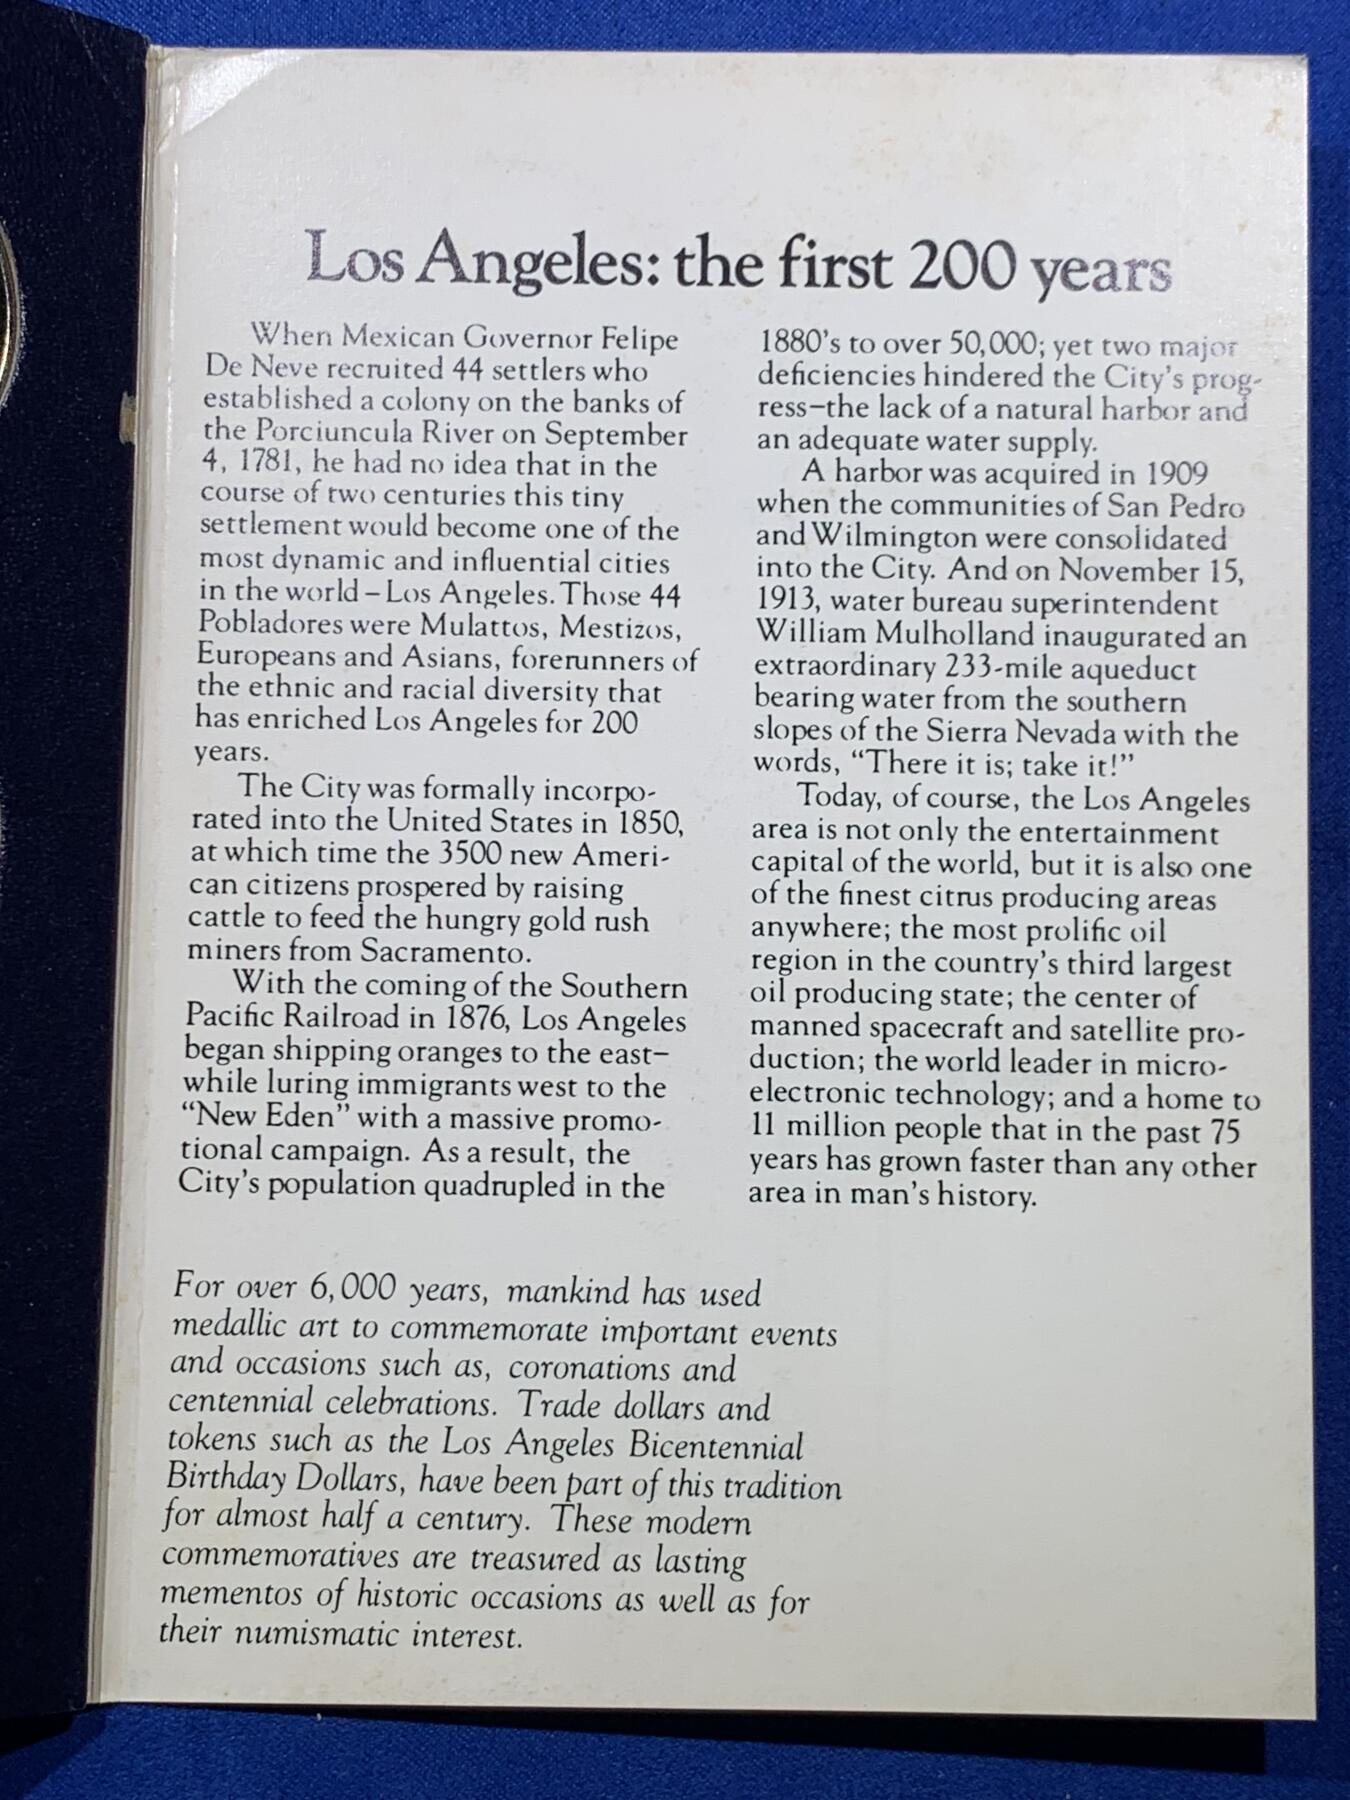 Los Angeles: the first 200 years
When Mexican Governor Felipe
De Neve recruited 44 settlers who
established a colony on the banks of
the Porciuncula River on September
4, 1781, he had no idea that in the
course of two centuries this tiny
settlement would become one of the
most dynamic and influential cities
in the world–Los Angeles. Those 44
Pobladores were Mulattos, Mestizos,
Europeans and Asians, forerunners of
the ethnic and racial diversity that
has enriched Los Angeles for 200
years.
The City was formally incorpo-
rated into the United States in 1850,
at which time the 3500 new Ameri-
can citizens prospered by raising
cattle to feed the hungry gold rush
miners from Sacramento.
With the coming of the Southern
Pacific Railroad in 1876, Los Angeles
began shipping oranges to the east–
while luring immigrants west to the
“New Eden” with a massive promo-
tional campaign. As a result, the
City's population quadrupled in the
1880's to over 50,000; yet two major
deficiencies hindered the City's prog-
ress–the lack of a natural harbor and
an adequate water supply.
A harbor was acquired in 1909
when the communities of San Pedro
and Wilmington were consolidated
into the City. And on November 15,
1913, water bureau superintendent
William Mulholland inaugurated an
extraordinary 233-mile aqueduct
bearing water from the southern
slopes of the Sierra Nevada with the
words, “There it is; take it!”
Today, of course, the Los Angeles
area is not only the entertainment
capital of the world, but it is also one
of the finest citrus producing areas
anywhere; the most prolific oil
region in the country's third largest
oil producing state; the center of
manned spacecraft and satellite pro-
duction; the world leader in micro-
electronic technology; and a home to
11 million people that in the past 75
years has grown faster than any other
area in man's history.
For over 6,000 years, mankind has used
medallic art to commemorate important events
and occasions such as, coronations and
centennial celebrations. Trade dollars and
tokens such as the Los Angeles Bicentennial
Birthday Dollars, have been part of this tradition
for almost half a century. These modern
commemoratives are treasured as lasting
mementos of historic occasions as well as for
their numismatic interest.